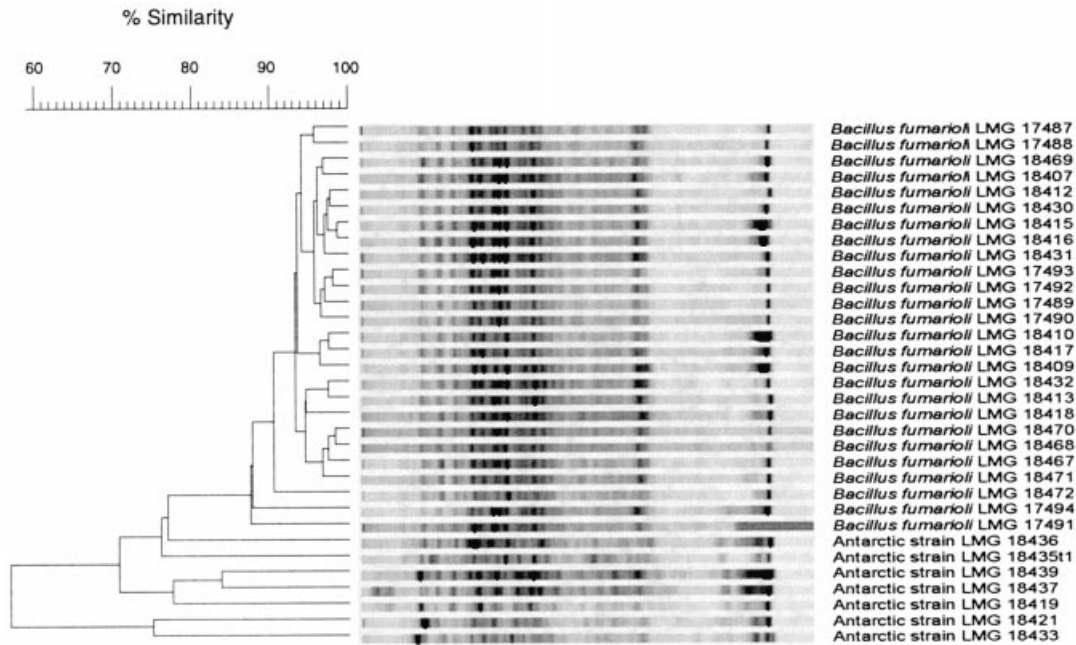 % Similarity
60 70 80 90 100
Bacillus fumarioli LMG 17487
Bacillus fumarioli LMG 17488
Bacillus fumarioli LMG 18469
Bacillus fumarioli LMG 18407
Bacillus fumarioli LMG 18412
Bacillus fumarioli LMG 18430
Bacillus fumarioli LMG 18415
Bacillus fumarioli LMG 18416
Bacillus fumarioli LMG 18431
Bacillus fumarioli LMG 17493
Bacillus fumarioli LMG 17492
Bacillus fumarioli LMG 17489
Bacillus fumarioli LMG 17490
Bacillus fumarioli LMG 18410
Bacillus fumarioli LMG 18417
Bacillus fumarioli LMG 18409
Bacillus fumarioli LMG 18432
Bacillus fumarioli LMG 18413
Bacillus fumarioli LMG 18418
Bacillus fumarioli LMG 18470
Bacillus fumarioli LMG 18468
Bacillus fumarioli LMG 18467
Bacillus fumarioli LMG 18471
Bacillus fumarioli LMG 18472
Bacillus fumarioli LMG 17494
Bacillus fumarioli LMG 17491
Antarctic strain LMG 18436
Antarctic strain LMG 18435t1
Antarctic strain LMG 18439
Antarctic strain LMG 18437
Antarctic strain LMG 18419
Antarctic strain LMG 18421
Antarctic strain LMG 18433